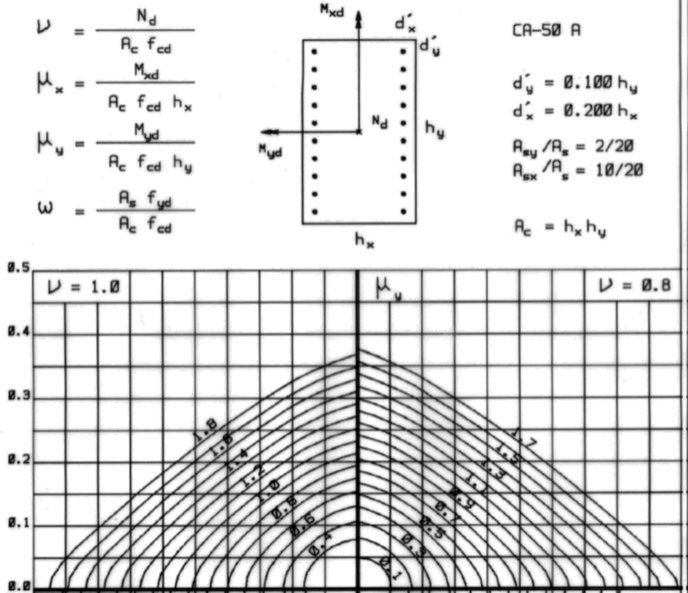 ν = N_d / A_c f_cd
μ_x = M_xd / A_c f_cd h_x
μ_y = M_yd / A_c f_cd h_y
ω = A_s f_yd / A_c f_cd
M_xd
d'_x
d'_y
N_d
M_yd
h_y
h_x
CA-50 A
d'_y = 0.100 h_y
d'_x = 0.200 h_x
A_sy /A_s = 2/20
A_sx /A_s = 10/20
A_c = h_x h_y
ν = 1.0
μ_y
ν = 0.8
0.5
0.4
0.3
0.2
0.1
0.0
1.8
1.6
1.4
1.2
1.0
0.8
0.6
0.4
1.7
1.5
1.3
1.1
0.9
0.7
0.5
0.3
0.1